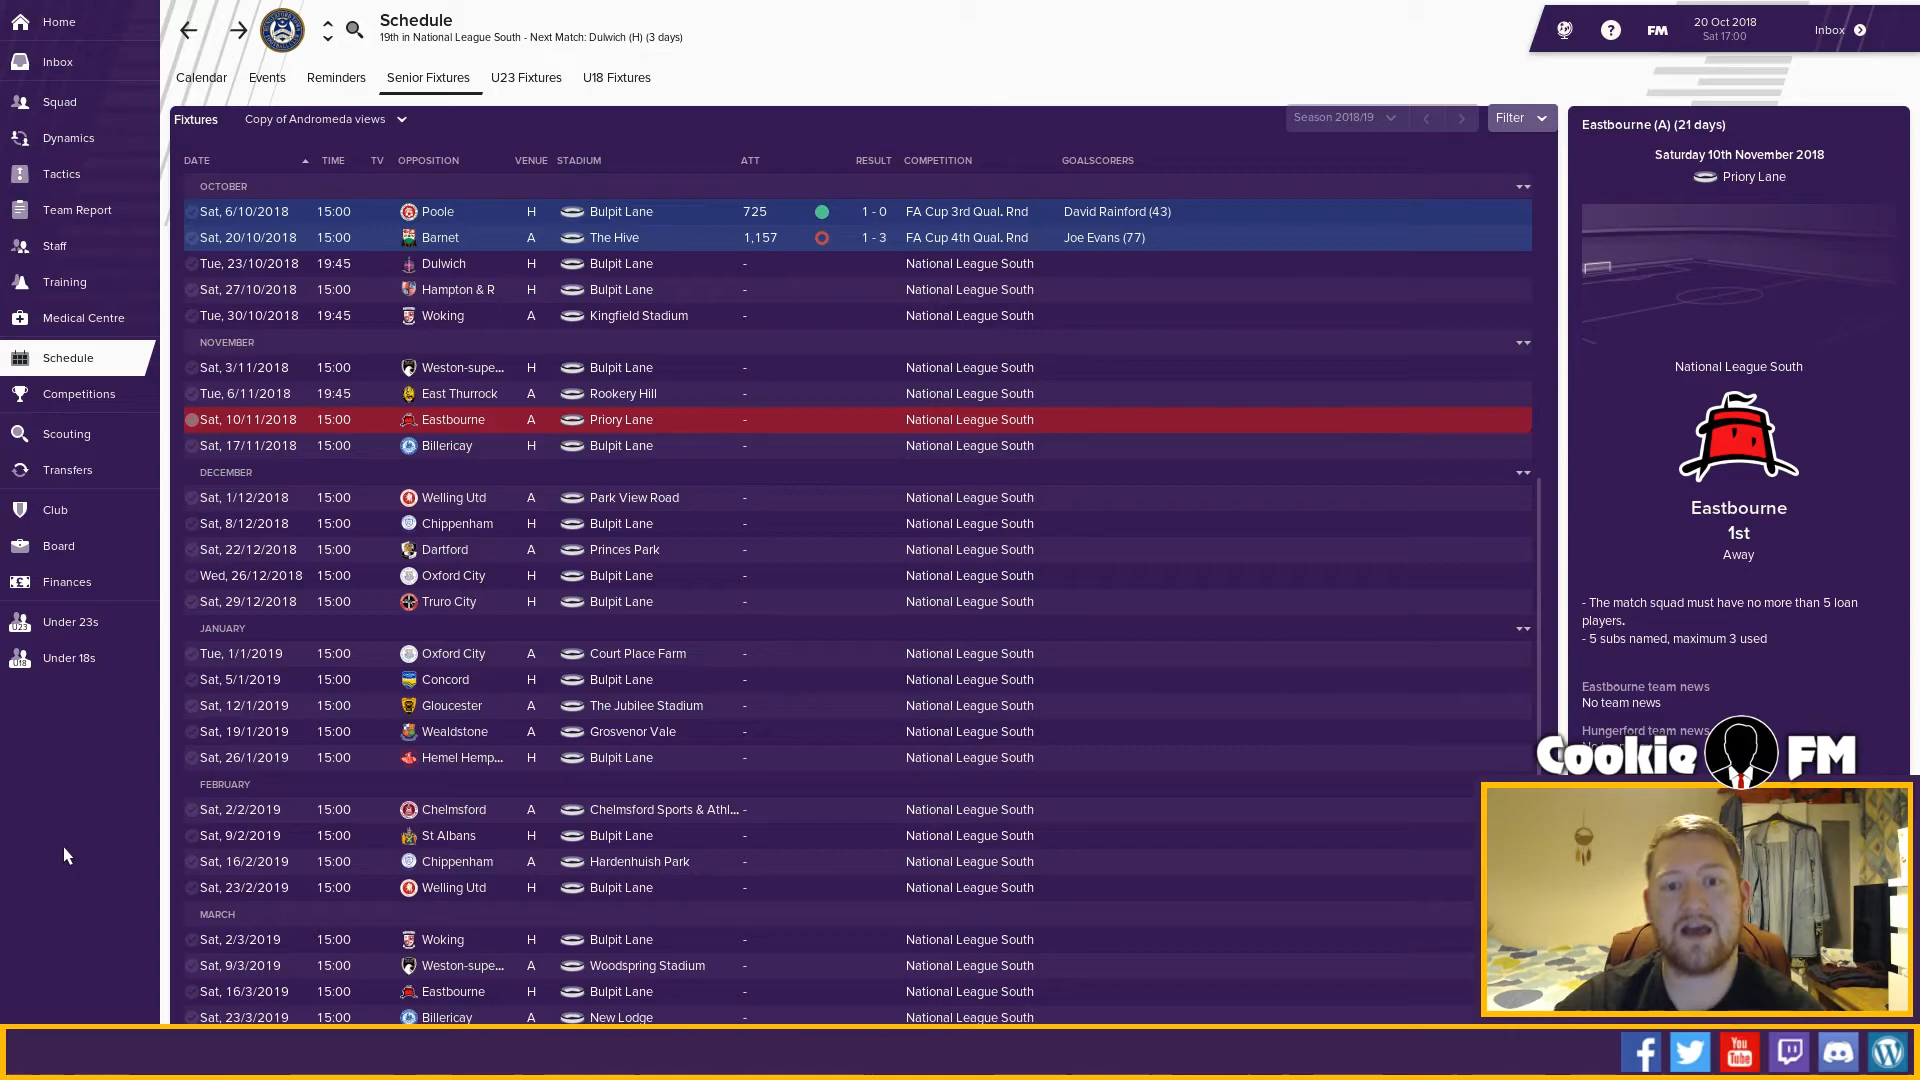 Home
Inbox
Squad
Dynamics
Tactics
Team Report
Staff
Training
Medical Centre
Schedule
Competitions
Scouting
Transfers
Club
Board
Finances
U23 Under 23s
U18 Under 18s
Schedule
19th in National League South - Next Match: Dulwich (H) (3 days)
? FM 20 Oct 2018
Sat 17:00
Inbox
Calendar Events Reminders Senior Fixtures U23 Fixtures U18 Fixtures
Fixtures Copy of Andromeda views Season 2018/19 Filter
DATE TIME TV OPPOSITION VENUE STADIUM ATT RESULT COMPETITION GOALSCORERS
OCTOBER
Sat, 6/10/2018 15:00 Poole H Bulpit Lane 725 1 - 0 FA Cup 3rd Qual. Rnd David Rainford (43)
Sat, 20/10/2018 15:00 Barnet A The Hive 1,157 1 - 3 FA Cup 4th Qual. Rnd Joe Evans (77)
Tue, 23/10/2018 19:45 Dulwich H Bulpit Lane - National League South
Sat, 27/10/2018 15:00 Hampton & R H Bulpit Lane - National League South
Tue, 30/10/2018 19:45 Woking A Kingfield Stadium - National League South
NOVEMBER
Sat, 3/11/2018 15:00 Weston-supe... H Bulpit Lane - National League South
Tue, 6/11/2018 19:45 East Thurrock A Rookery Hill - National League South
Sat, 10/11/2018 15:00 Eastbourne A Priory Lane - National League South
Sat, 17/11/2018 15:00 Billericay H Bulpit Lane - National League South
DECEMBER
Sat, 1/12/2018 15:00 Welling Utd A Park View Road - National League South
Sat, 8/12/2018 15:00 Chippenham H Bulpit Lane - National League South
Sat, 22/12/2018 15:00 Dartford A Princes Park - National League South
Wed, 26/12/2018 15:00 Oxford City H Bulpit Lane - National League South
Sat, 29/12/2018 15:00 Truro City H Bulpit Lane - National League South
JANUARY
Tue, 1/1/2019 15:00 Oxford City A Court Place Farm - National League South
Sat, 5/1/2019 15:00 Concord H Bulpit Lane - National League South
Sat, 12/1/2019 15:00 Gloucester A The Jubilee Stadium - National League South
Sat, 19/1/2019 15:00 Wealdstone A Grosvenor Vale - National League South
Sat, 26/1/2019 15:00 Hemel Hemp... H Bulpit Lane - National League South
FEBRUARY
Sat, 2/2/2019 15:00 Chelmsford A Chelmsford Sports & Athl... - National League South
Sat, 9/2/2019 15:00 St Albans H Bulpit Lane - National League South
Sat, 16/2/2019 15:00 Chippenham A Hardenhuish Park - National League South
Sat, 23/2/2019 15:00 Welling Utd H Bulpit Lane - National League South
MARCH
Sat, 2/3/2019 15:00 Woking H Bulpit Lane - National League South
Sat, 9/3/2019 15:00 Weston-supe... A Woodspring Stadium - National League South
Sat, 16/3/2019 15:00 Eastbourne H Bulpit Lane - National League South
Sat, 23/3/2019 15:00 Billericay A New Lodge - National League South
Eastbourne (A) (21 days)
Saturday 10th November 2018
Priory Lane
National League South
Eastbourne
1st
Away
- The match squad must have no more than 5 loan
players.
- 5 subs named, maximum 3 used
Eastbourne team news
No team news
Hungerford team news
Cookie FM
You
Tube